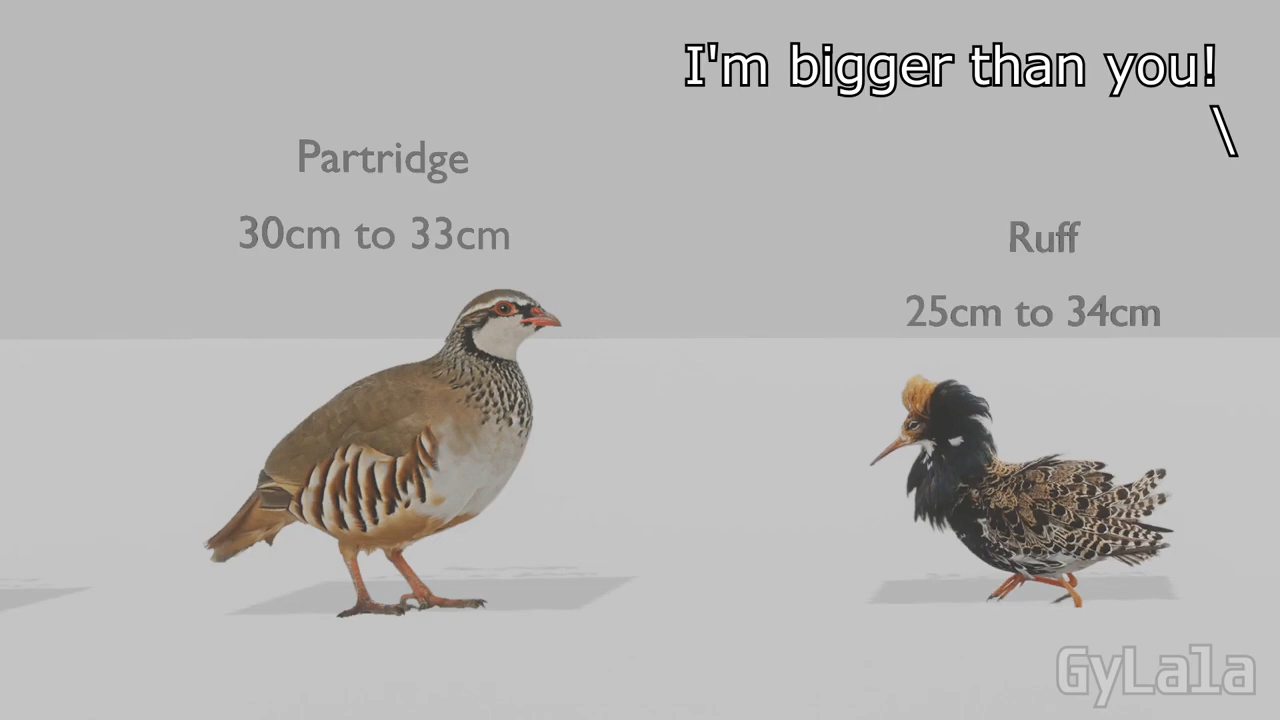 I'm bigger than you!
\
Partridge
30cm to 33cm
Ruff
25cm to 34cm
GyLala